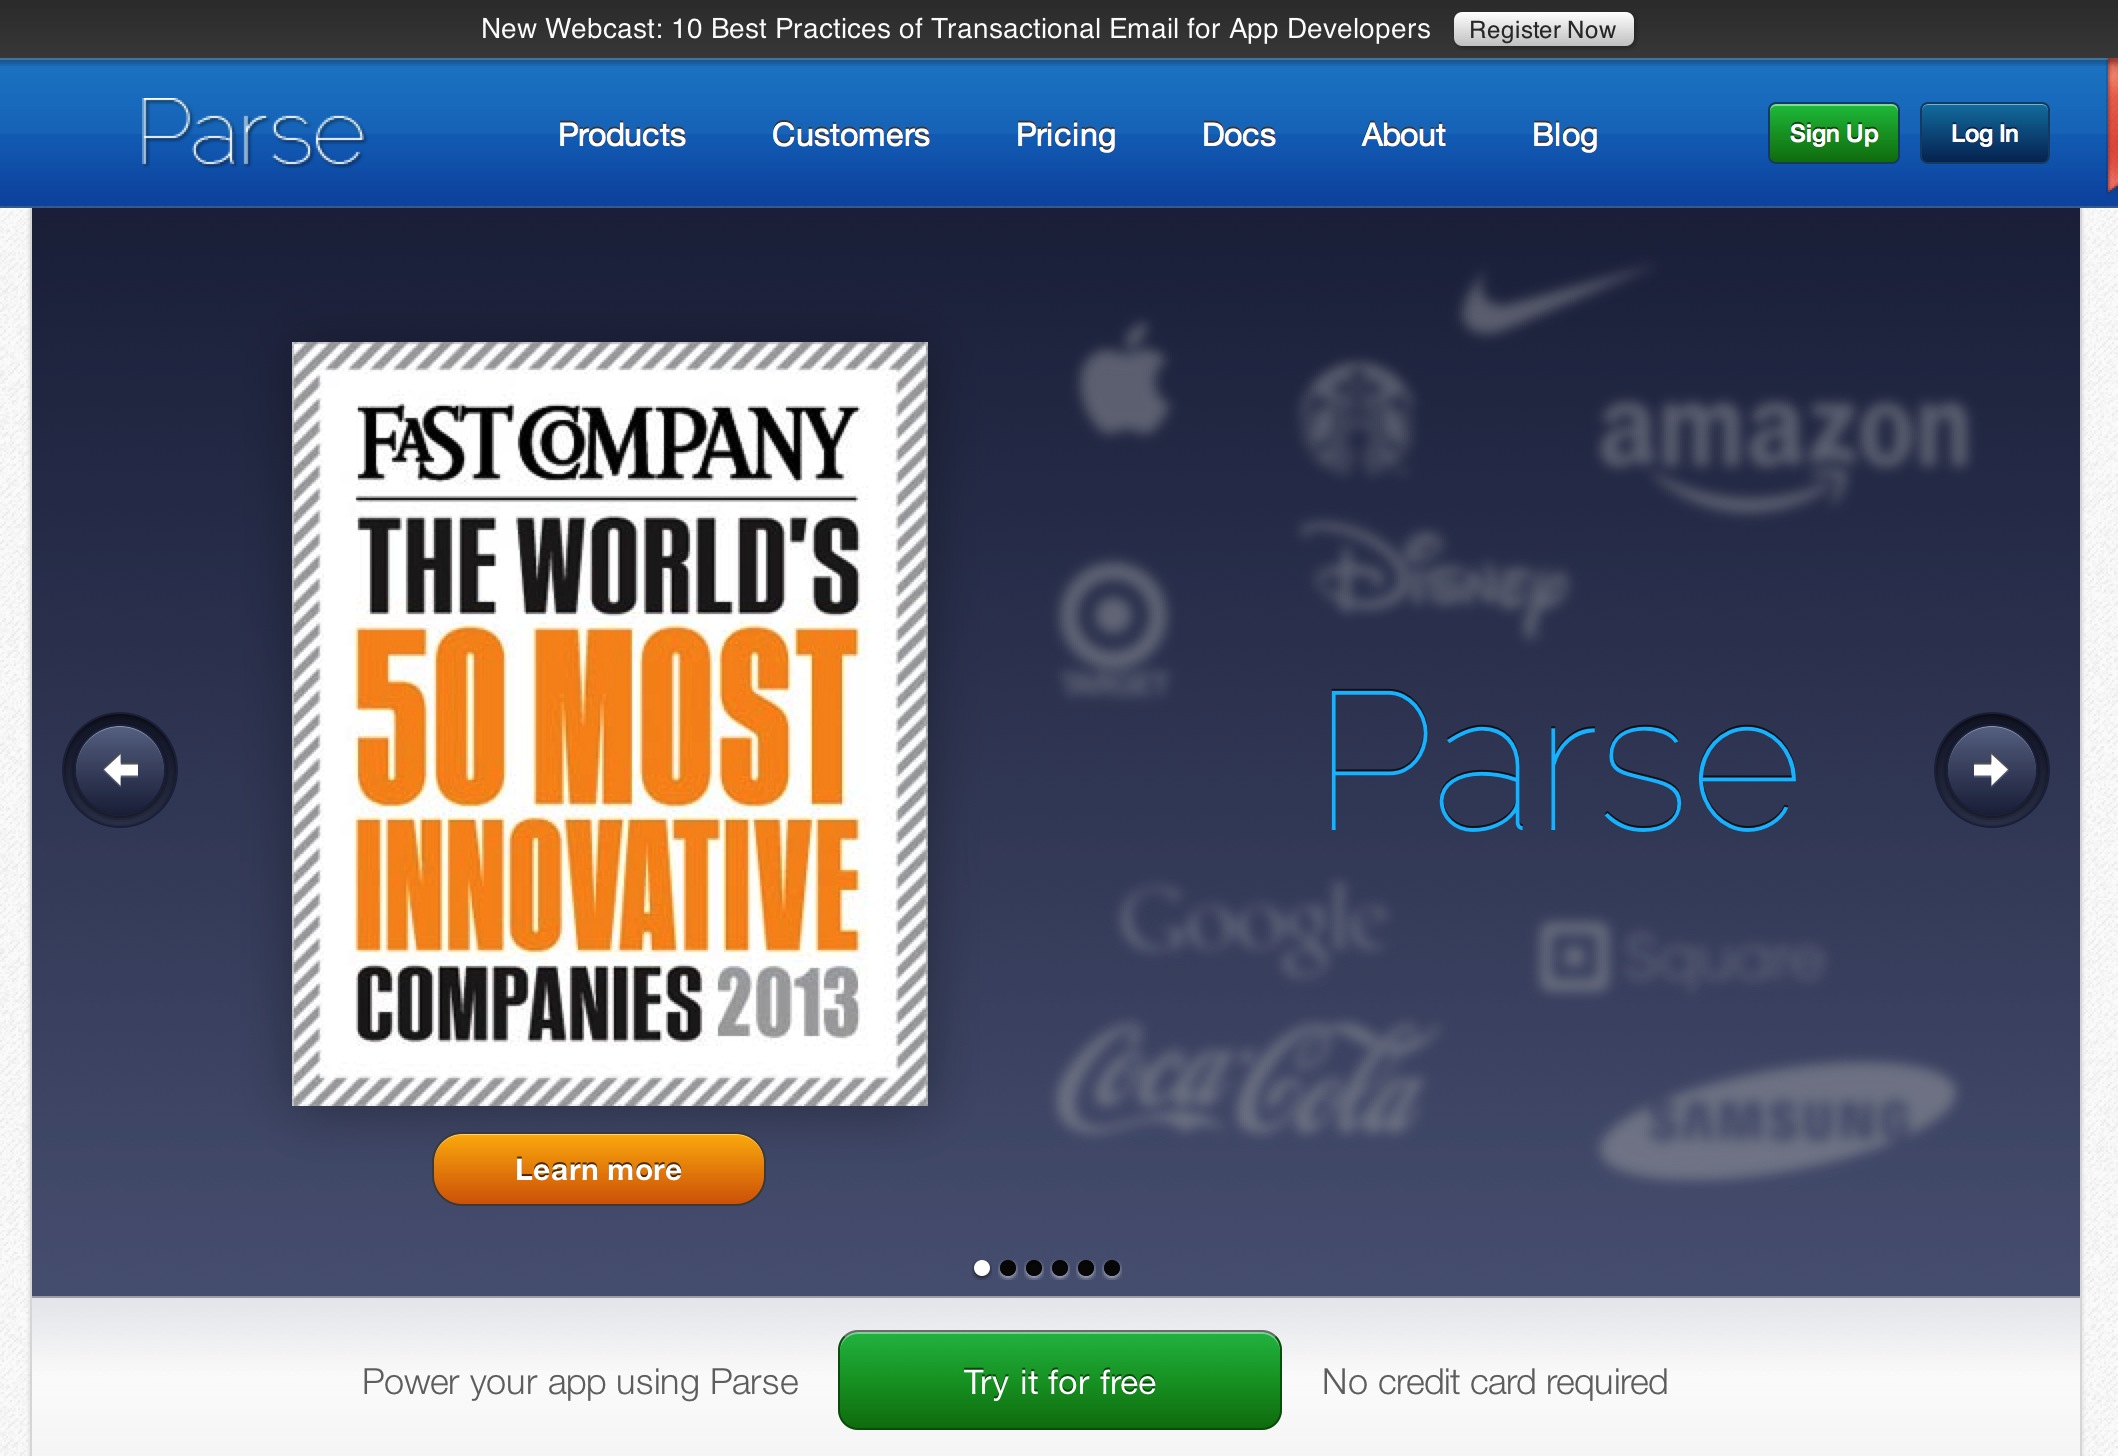 New Webcast: 10 Best Practices of Transactional Email for App Developers Register Now
Parse Products Customers Pricing Docs About Blog Sign Up Log In
FAST COMPANY
THE WORLD'S
50 MOST
INNOVATIVE
COMPANIES 2013
Learn more
amazon
Disney
TARGET
Parse
Google
Square
Coca-Cola
SAMSUNG
Power your app using Parse Try it for free No credit card required